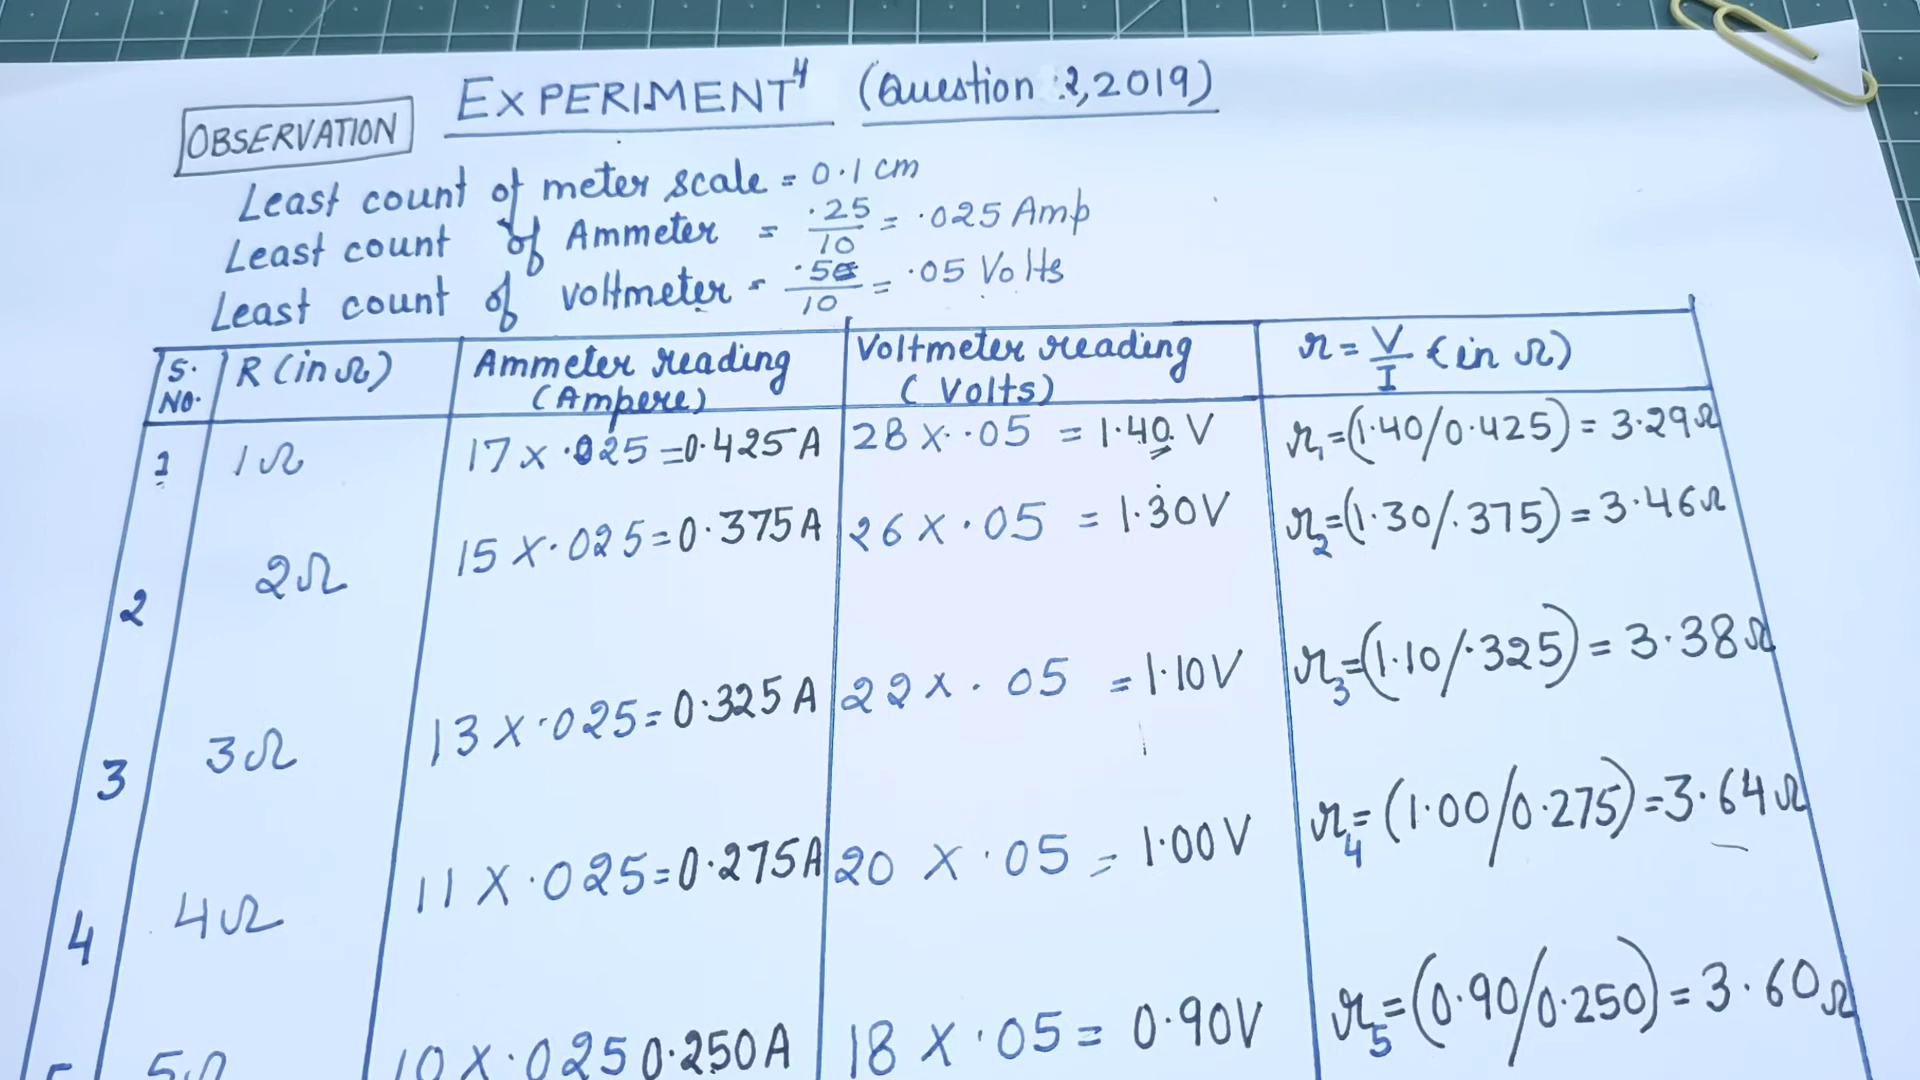 EXPERIMENT 4 (Question 2, 2019)
OBSERVATION
Least count of meter scale = 0.1 cm
Least count of Ammeter = .25/10 = .025 Amp
Least count of voltmeter = .50/10 = .05 Volts
S. NO. R (in Ω) Ammeter reading (Ampere) Voltmeter reading (Volts) r = V/I (in Ω)
1 1Ω 17 x .025 = 0.425 A 28 x .05 = 1.40 V r1 = (1.40/0.425) = 3.29Ω
2 2Ω 15 x .025 = 0.375 A 26 x .05 = 1.30V r2 = (1.30/.375) = 3.46Ω
3 3Ω 13 x .025 = 0.325 A 22 x .05 = 1.10V r3 = (1.10/.325) = 3.38Ω
4 4Ω 11 x .025 = 0.275A 20 x .05 = 1.00V r4 = (1.00/0.275) = 3.64Ω
5Ω 10 x .025 0.250A 18 x .05 = 0.90V r5 = (0.90/0.250) = 3.60Ω